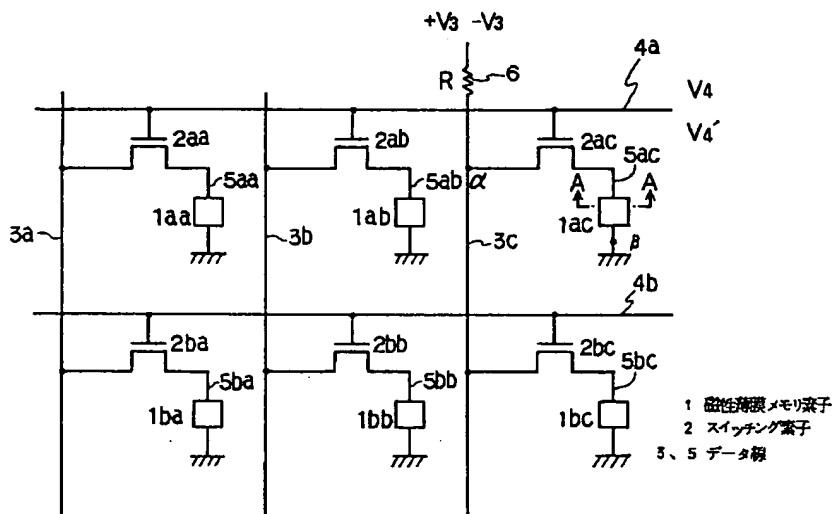 +V3 -V3
R 6
4a
V4
V4'
2aa 2ab 2ac
5aa 5ab α 5ac
A A
1aa 1ab 1ac
β
3a 3b 3c
4b
2ba 2bb 2bc
5ba 5bb 5bc
1ba 1bb 1bc
1 磁性薄膜メモリ素子
2 スイッチング素子
3、5 データ線